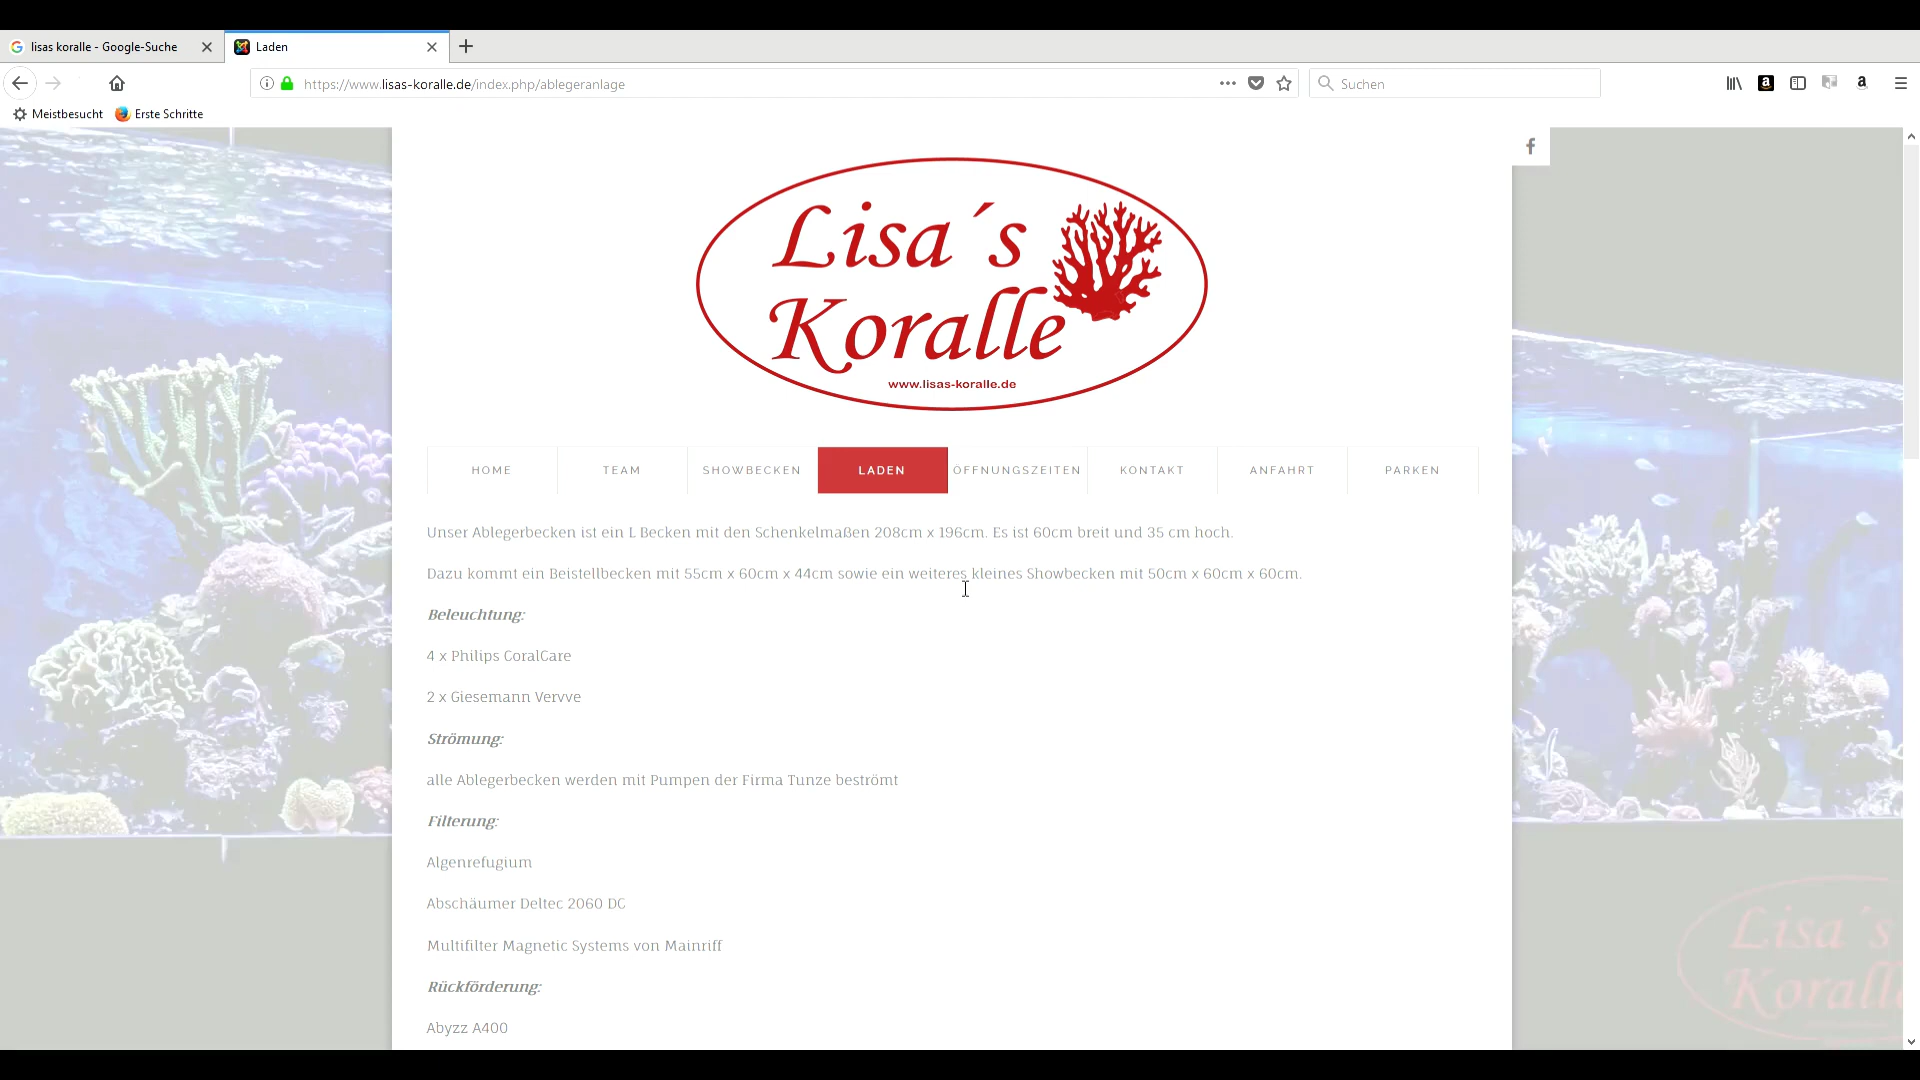 lisas koralle - Google-Suche
Laden
https://www.lisas-koralle.de/index.php/ablegeranlage
Suchen
Meistbesucht
Erste Schritte
Lisa´s
Koralle
www.lisas-koralle.de
HOME TEAM SHOWBECKEN LADEN ÖFFNUNGSZEITEN KONTAKT ANFAHRT PARKEN
Unser Ablegerbecken ist ein L Becken mit den Schenkelmaßen 208cm x 196cm. Es ist 60cm breit und 35 cm hoch.
Dazu kommt ein Beistellbecken mit 55cm x 60cm x 44cm sowie ein weiteres kleines Showbecken mit 50cm x 60cm x 60cm.
Beleuchtung:
4 x Philips CoralCare
2 x Giesemann Vervve
Strömung:
alle Ablegerbecken werden mit Pumpen der Firma Tunze beströmt
Filterung:
Algenrefugium
Abschäumer Deltec 2060 DC
Multifilter Magnetic Systems von Mainriff
Rückförderung:
Abyzz A400
Lisa´s
Koralle